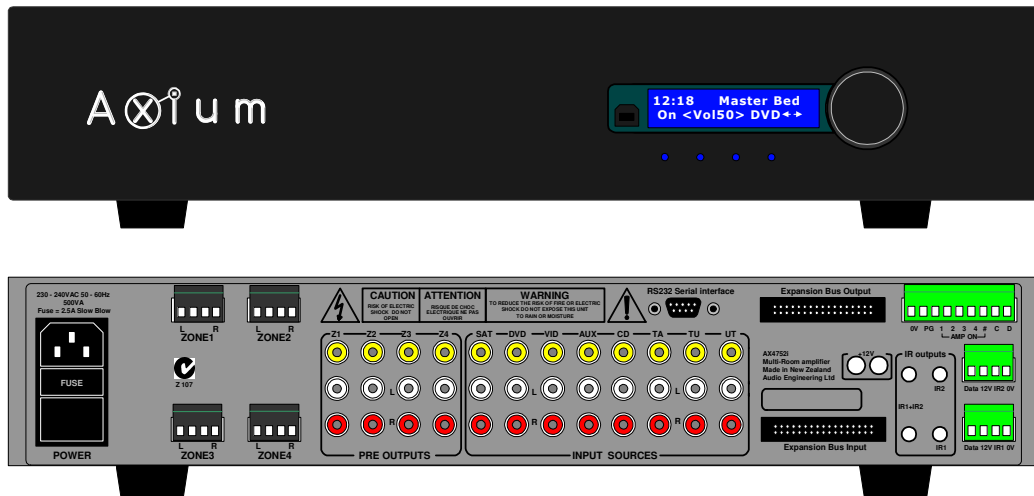 Axium
12:18 Master Bed
On <Vol50> DVD
230 - 240VAC 50 - 60Hz
500VA
Fuse = 2.5A Slow Blow
FUSE
POWER
L R
ZONE1
L R
ZONE2
Z 107
L R
ZONE3
L R
ZONE4
CAUTION
RISK OF ELECTRIC
SHOCK DO NOT
OPEN
ATTENTION
RISQUE DE CHOC
ELECTRIQUE NE PAS
OUVRIR
WARNING
TO REDUCE THE RISK OF FIRE OR ELECTRIC
SHOCK DO NOT EXPOSE THIS UNIT
TO RAIN OR MOISTURE
Z1 Z2 Z3 Z4
L
R
PRE OUTPUTS
SAT DVD VID AUX CD TA TU UT
L L
R R
INPUT SOURCES
RS232 Serial interface
Expansion Bus Output
AX4752i
Multi-Room amplifier
Made in New Zealand
Audio Engineering Ltd
+12V
Expansion Bus Input
0V PG 1 2 3 4 # C D
AMP ON
IR outputs
IR2
IR1+IR2
IR1
Data 12V IR2 0V
Data 12V IR1 0V